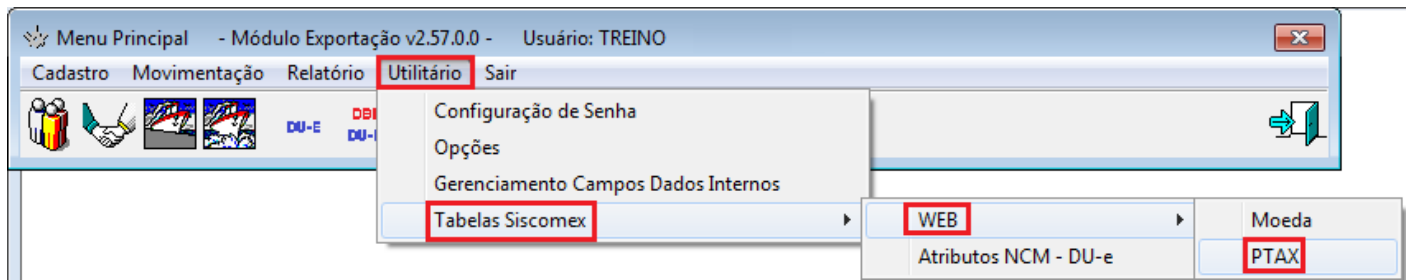 Menu Principal - Módulo Exportação v2.57.0.0 - Usuário: TREINO
Cadastro Movimentação Relatório Utilitário Sair
DU-E
Configuração de Senha
Opções
Gerenciamento Campos Dados Internos
Tabelas Siscomex
WEB
Atributos NCM - DU-e
Moeda
PTAX